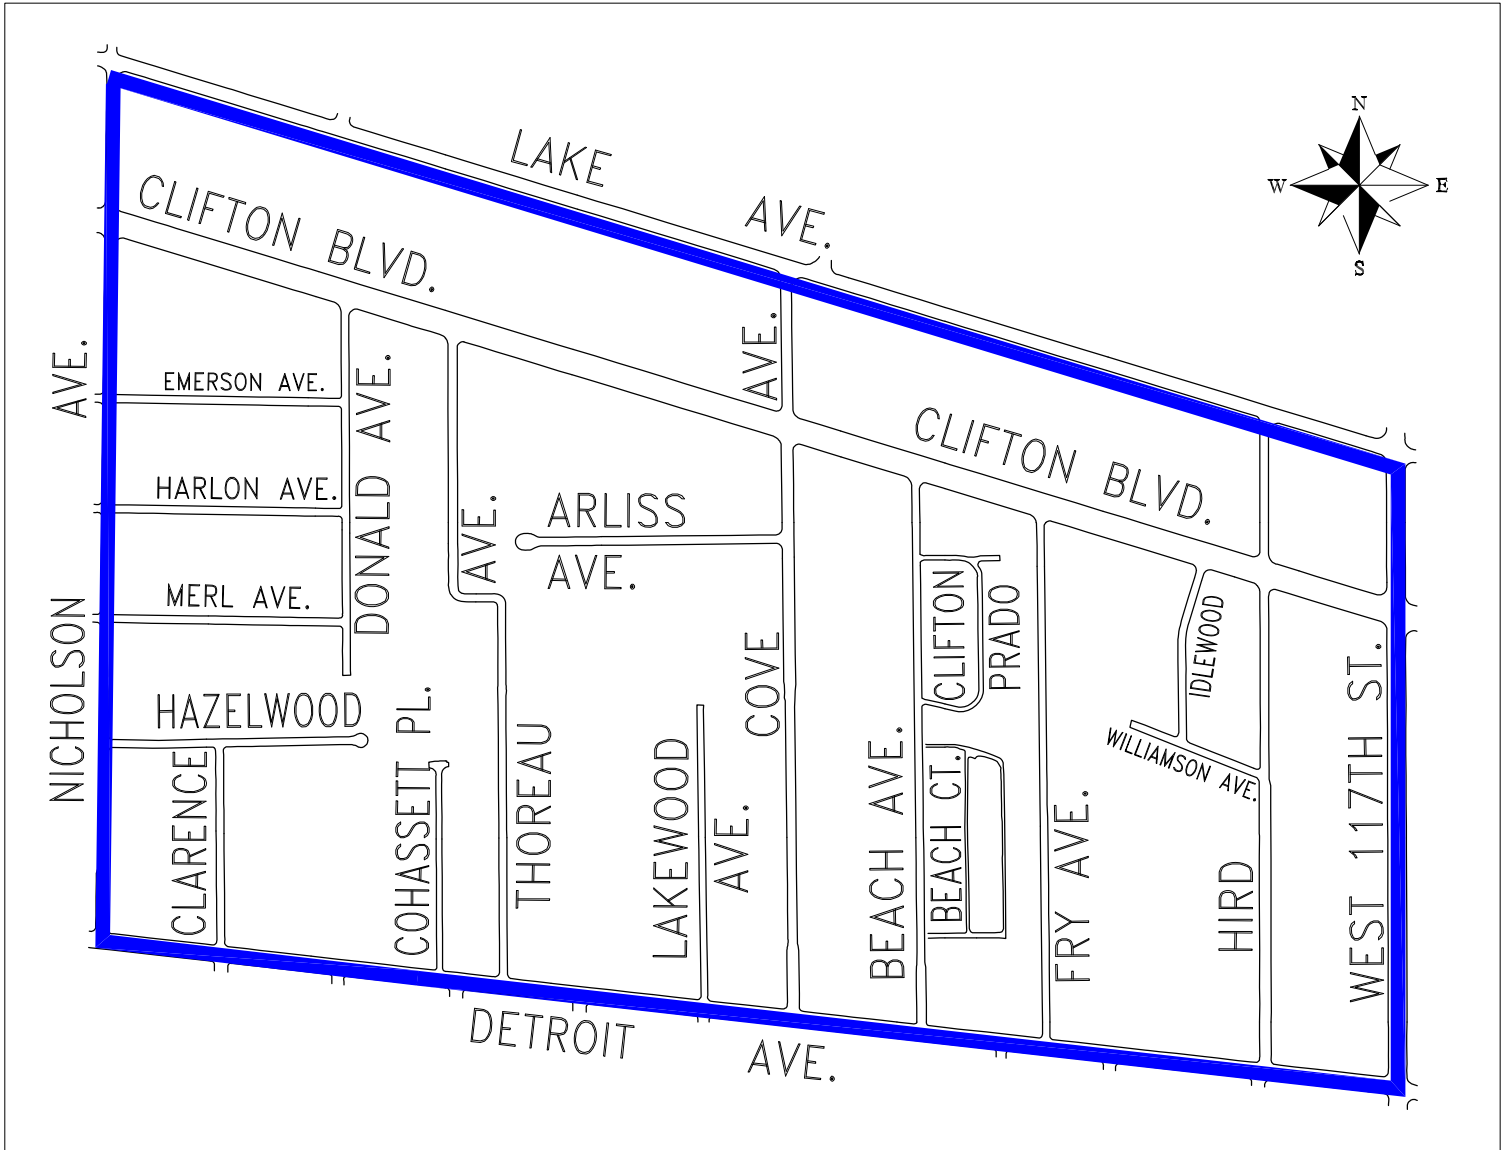 N
W E
S
LAKE AVE.
CLIFTON BLVD.
CLIFTON BLVD.
NICHOLSON AVE.
EMERSON AVE.
HARLON AVE.
MERL AVE.
HAZELWOOD
CLARENCE
DONALD AVE.
COHASSETT PL.
THOREAU AVE.
ARLISS
AVE.
LAKEWOOD
AVE.
COVE AVE.
BEACH AVE.
CLIFTON
PRADO
BEACH CT.
FRY AVE.
IDLEWOOD
WILLIAMSON AVE.
HIRD
WEST 117TH ST.
DETROIT AVE.